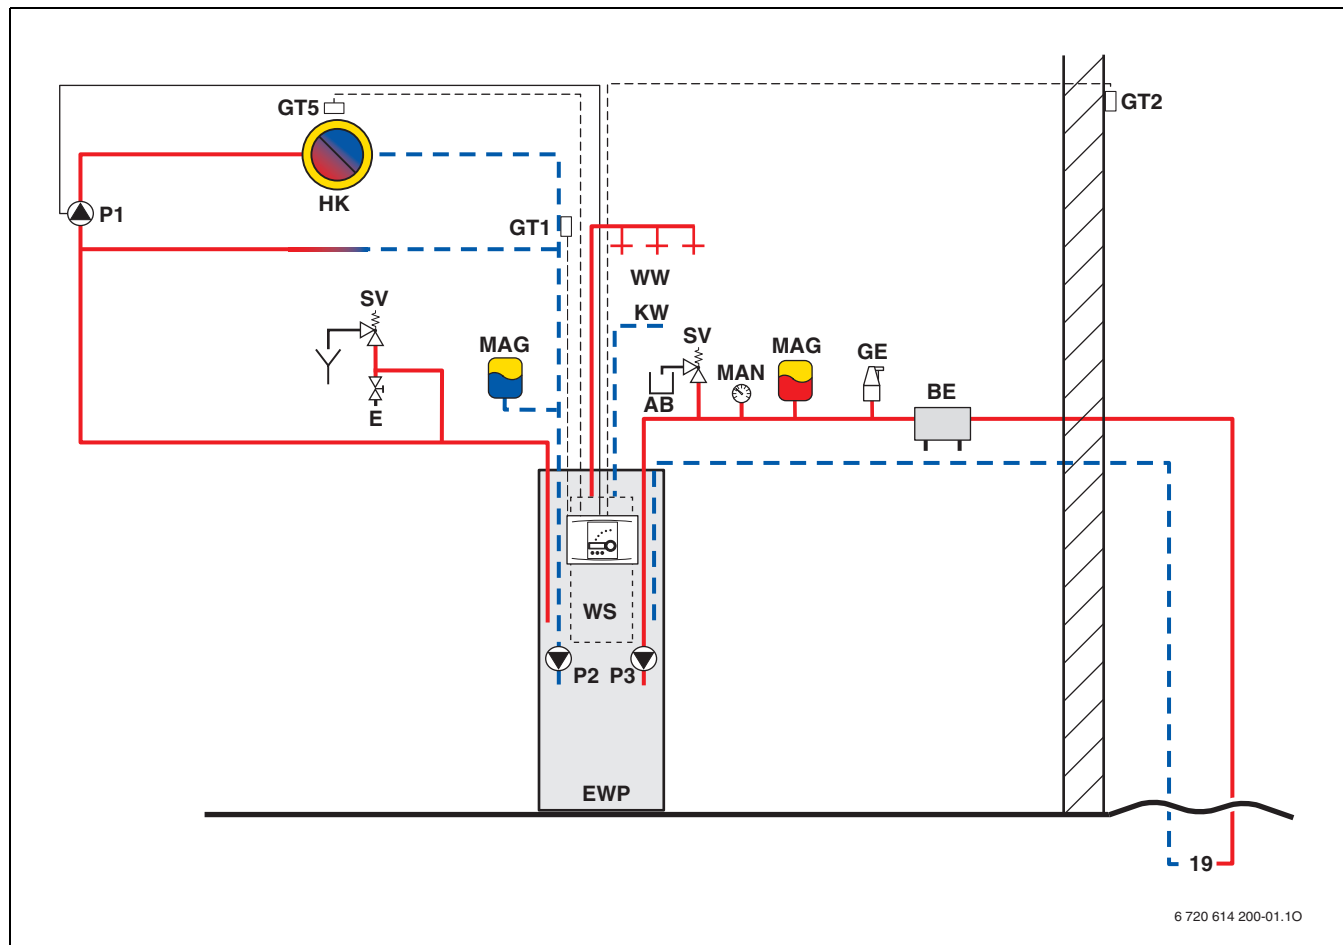 GT5
GT2
HK
P1
GT1
WW
KW
SV
SV
MAG
MAG
GE
MAN
BE
AB
E
WS
P2
P3
EWP
19
6 720 614 200-01.1O